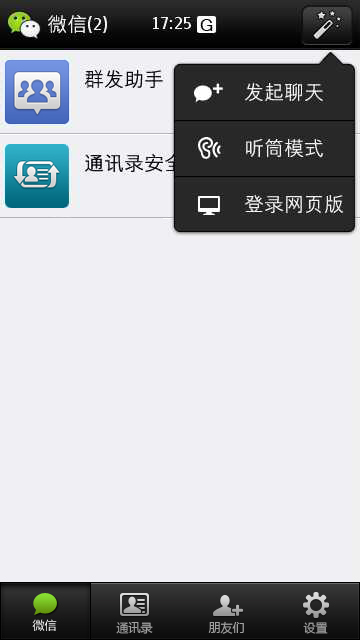 微信(2)
17:25 G
群发助手
发起聊天
听筒模式
通讯录安全
登录网页版
微信
通讯录
朋友们
设置